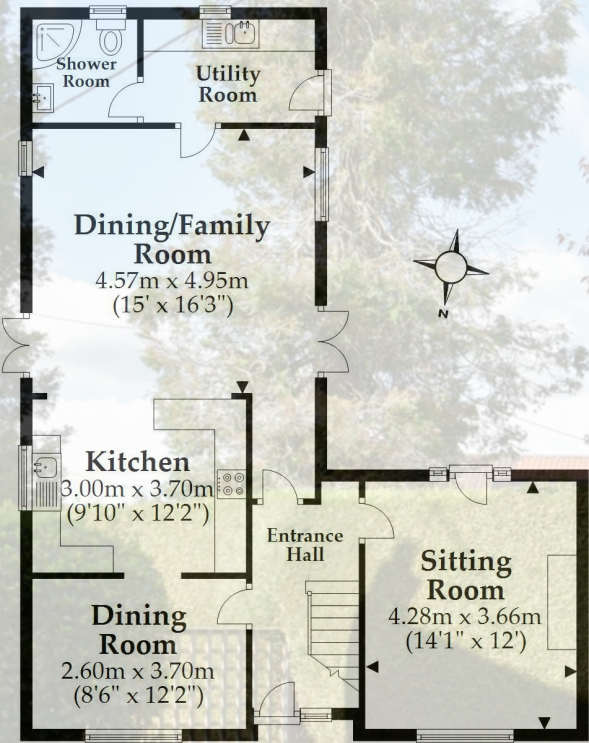 Shower
Room
Utility
Room
Dining/Family
Room
4.57m x 4.95m
(15' x 16'3")
N
Kitchen
3.00m x 3.70m
(9'10" x 12'2")
Entrance
Hall
Sitting
Room
4.28m x 3.66m
(14'1" x 12')
Dining
Room
2.60m x 3.70m
(8'6" x 12'2")